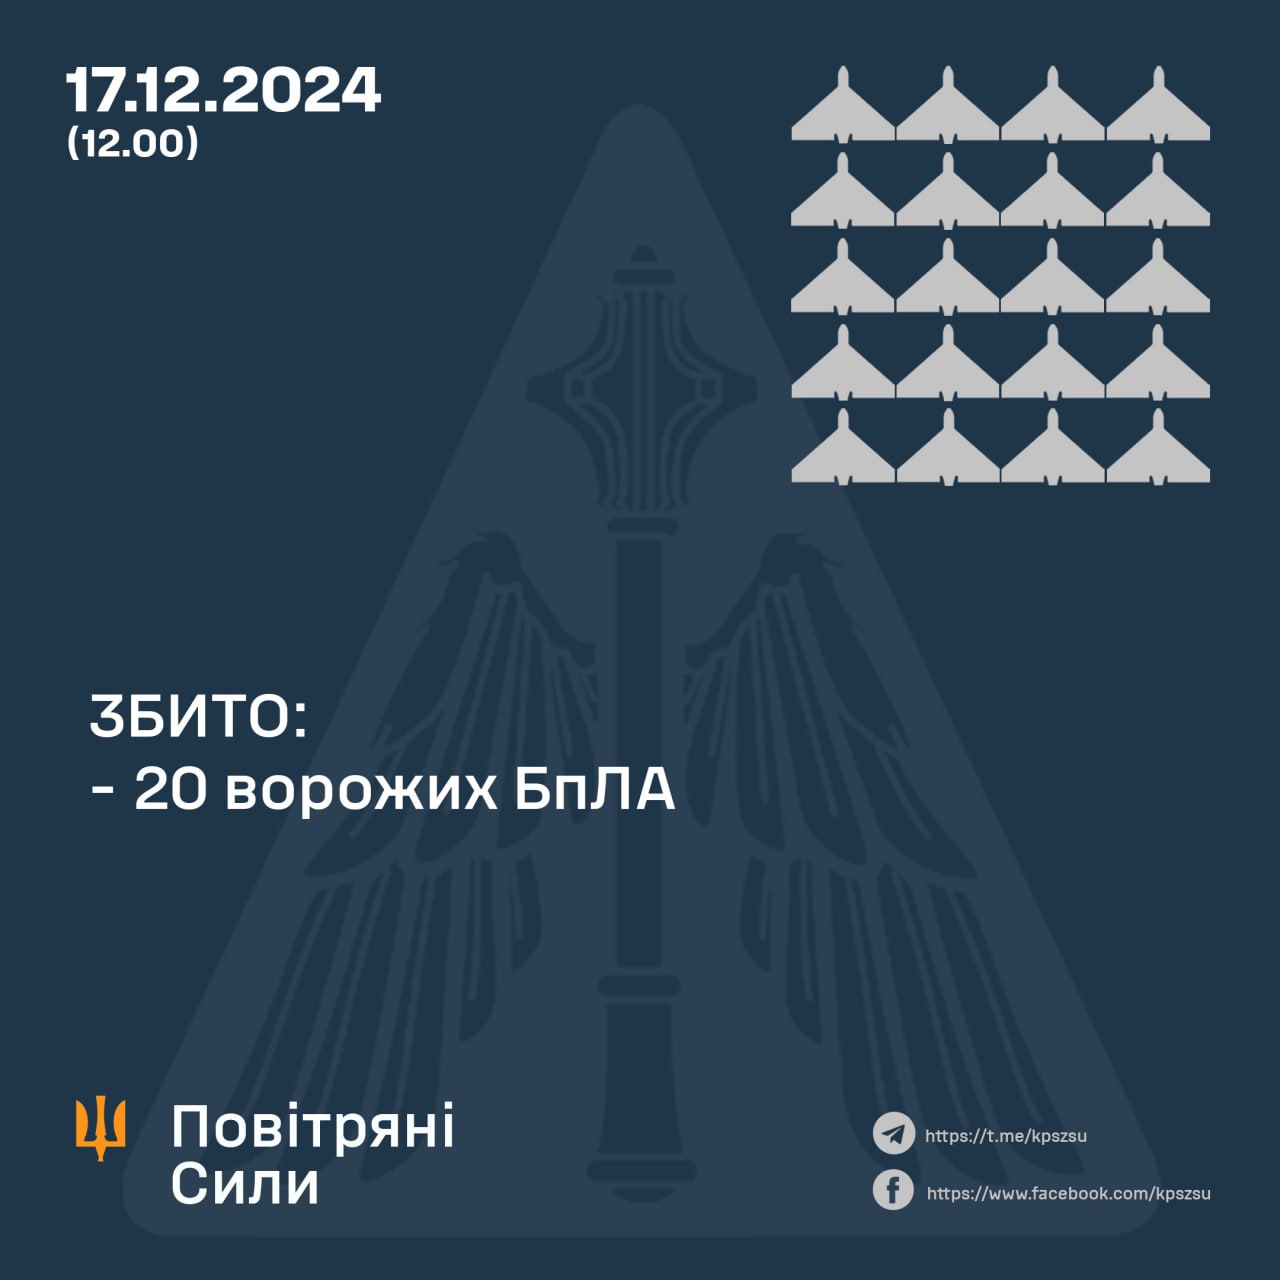 17.12.2024
(12.00)
ЗБИТО:
- 20 ворожих БпЛА
Повітряні
Сили
https://t.me/kpszsu
https://www.facebook.com/kpszsu